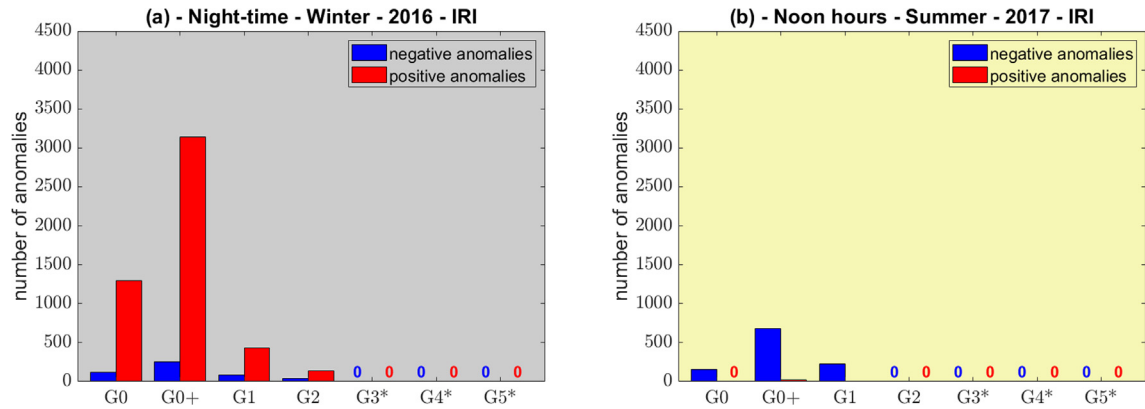 (a) - Night-time - Winter - 2016 - IRI
4500
4000
3500
3000
2500
2000
1500
1000
500
0
number of anomalies
negative anomalies
positive anomalies
0 0 0 0 0 0
G0 G0+ G1 G2 G3* G4* G5*
(b) - Noon hours - Summer - 2017 - IRI
4500
4000
3500
3000
2500
2000
1500
1000
500
0
number of anomalies
negative anomalies
positive anomalies
0 0 0 0 0 0 0 0 0
G0 G0+ G1 G2 G3* G4* G5*